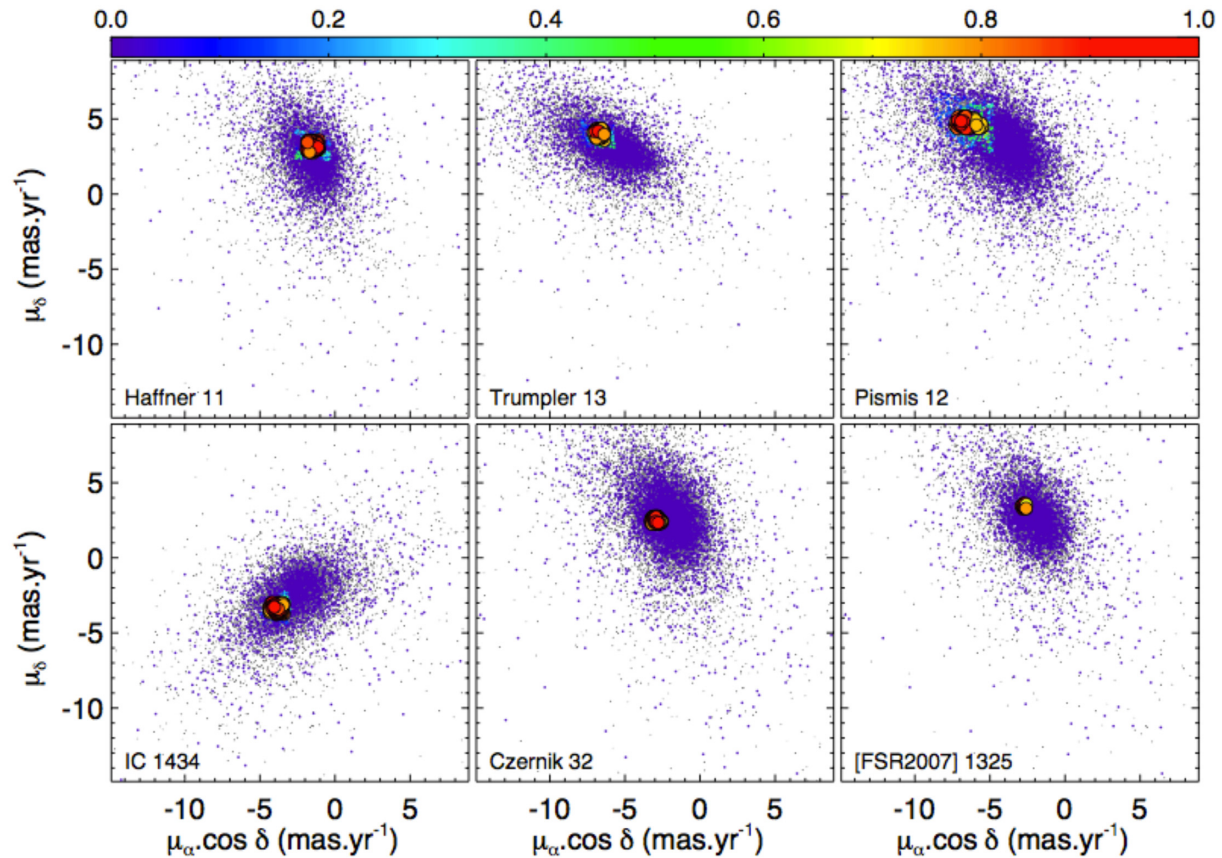 0.0 0.2 0.4 0.6 0.8 1.0
5
0
-5
-10
μδ (mas.yr⁻¹)
Haffner 11
Trumpler 13
Pismis 12
5
0
-5
-10
μδ (mas.yr⁻¹)
IC 1434
Czernik 32
[FSR2007] 1325
-10 -5 0 5
-10 -5 0 5
-10 -5 0 5
μα.cos δ (mas.yr⁻¹)
μα.cos δ (mas.yr⁻¹)
μα.cos δ (mas.yr⁻¹)